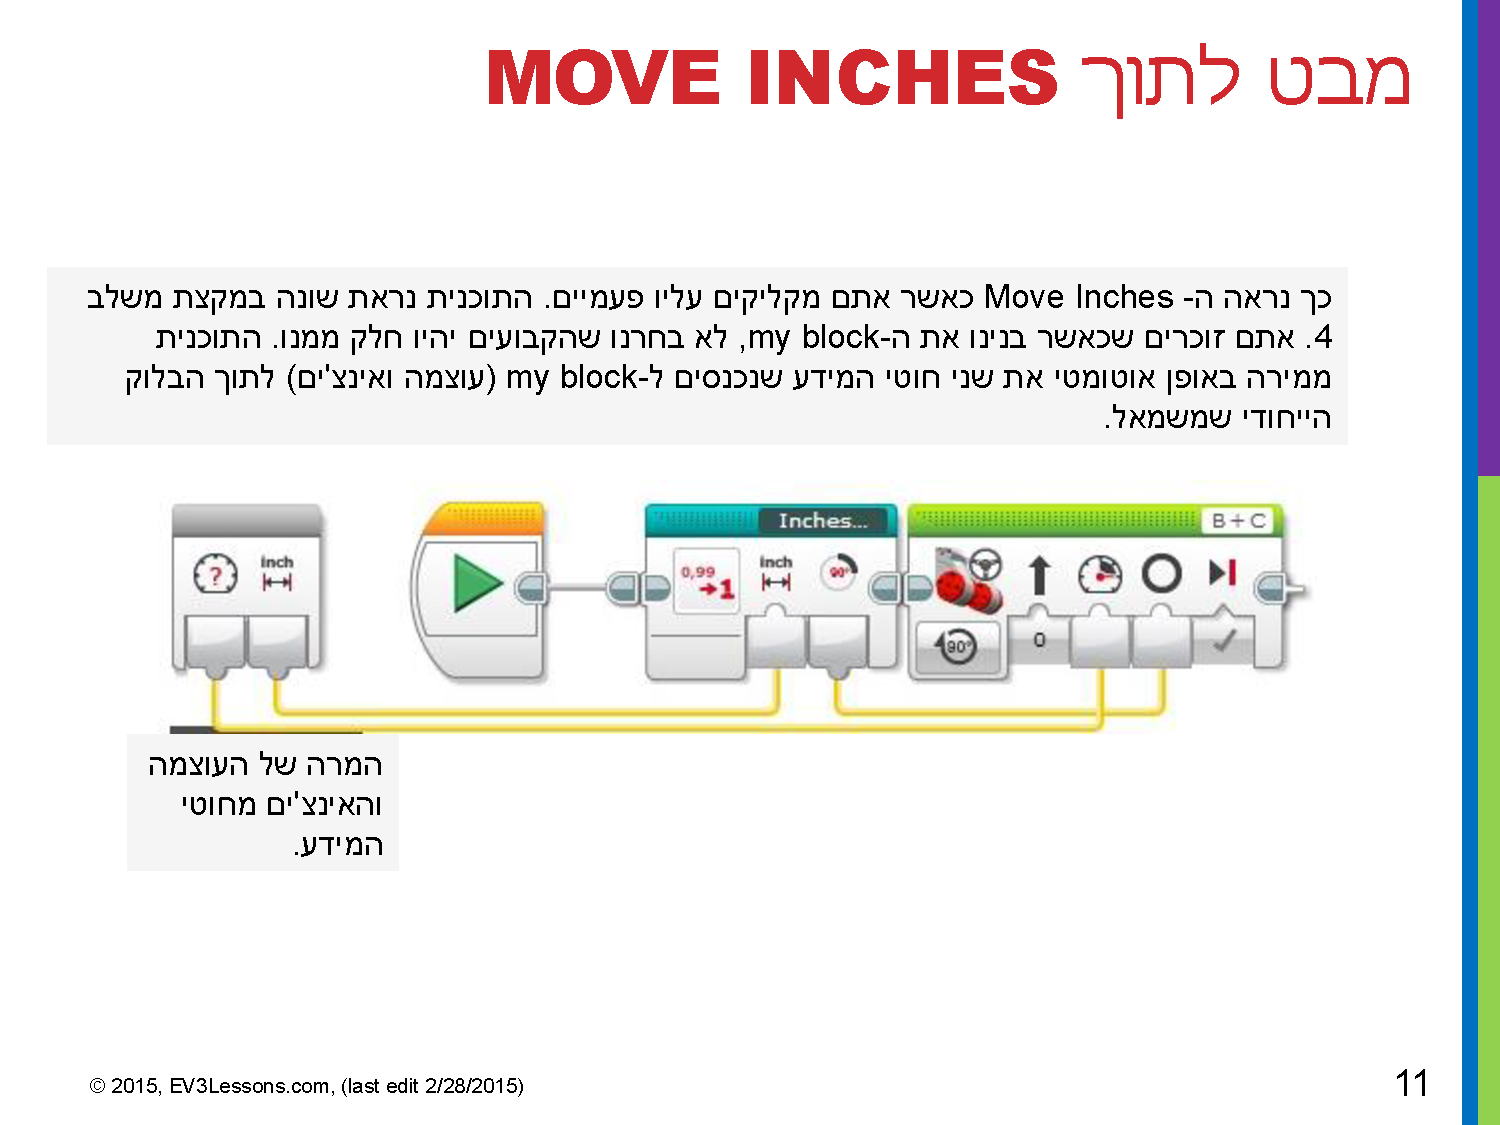 מבט לתוך MOVE INCHES
כך נראה ה- Move Inches כאשר אתם מקליקים עליו פעמיים. התוכנית נראת שונה במקצת משלב
4. אתם זוכרים שכאשר בנינו את ה-my block, לא בחרנו שהקבועים יהיו חלק ממנו. התוכנית
ממירה באופן אוטומטי את שני חוטי המידע שנכנסים ל-my block (עוצמה ואינצ'ים) לתוך הבלוק
הייחודי שמשמאל.
Inches...
B + C
? inch
0,99 →1 inch 90°
90° 0
המרה של העוצמה
והאינצ'ים מחוטי
המידע.
© 2015, EV3Lessons.com, (last edit 2/28/2015)
11